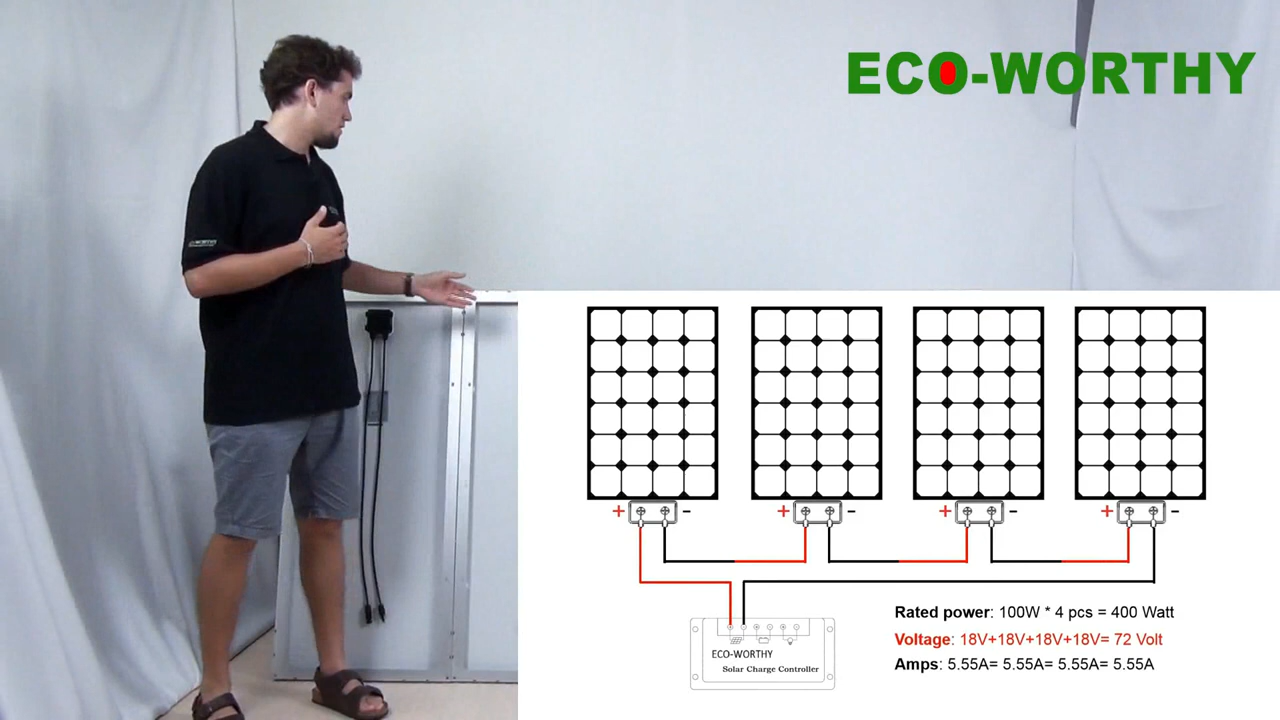 ECO-WORTHY
+ - + - + - + -
ECO-WORTHY
Solar Charge Controller
Rated power: 100W * 4 pcs = 400 Watt
Voltage: 18V+18V+18V+18V= 72 Volt
Amps: 5.55A= 5.55A= 5.55A= 5.55A